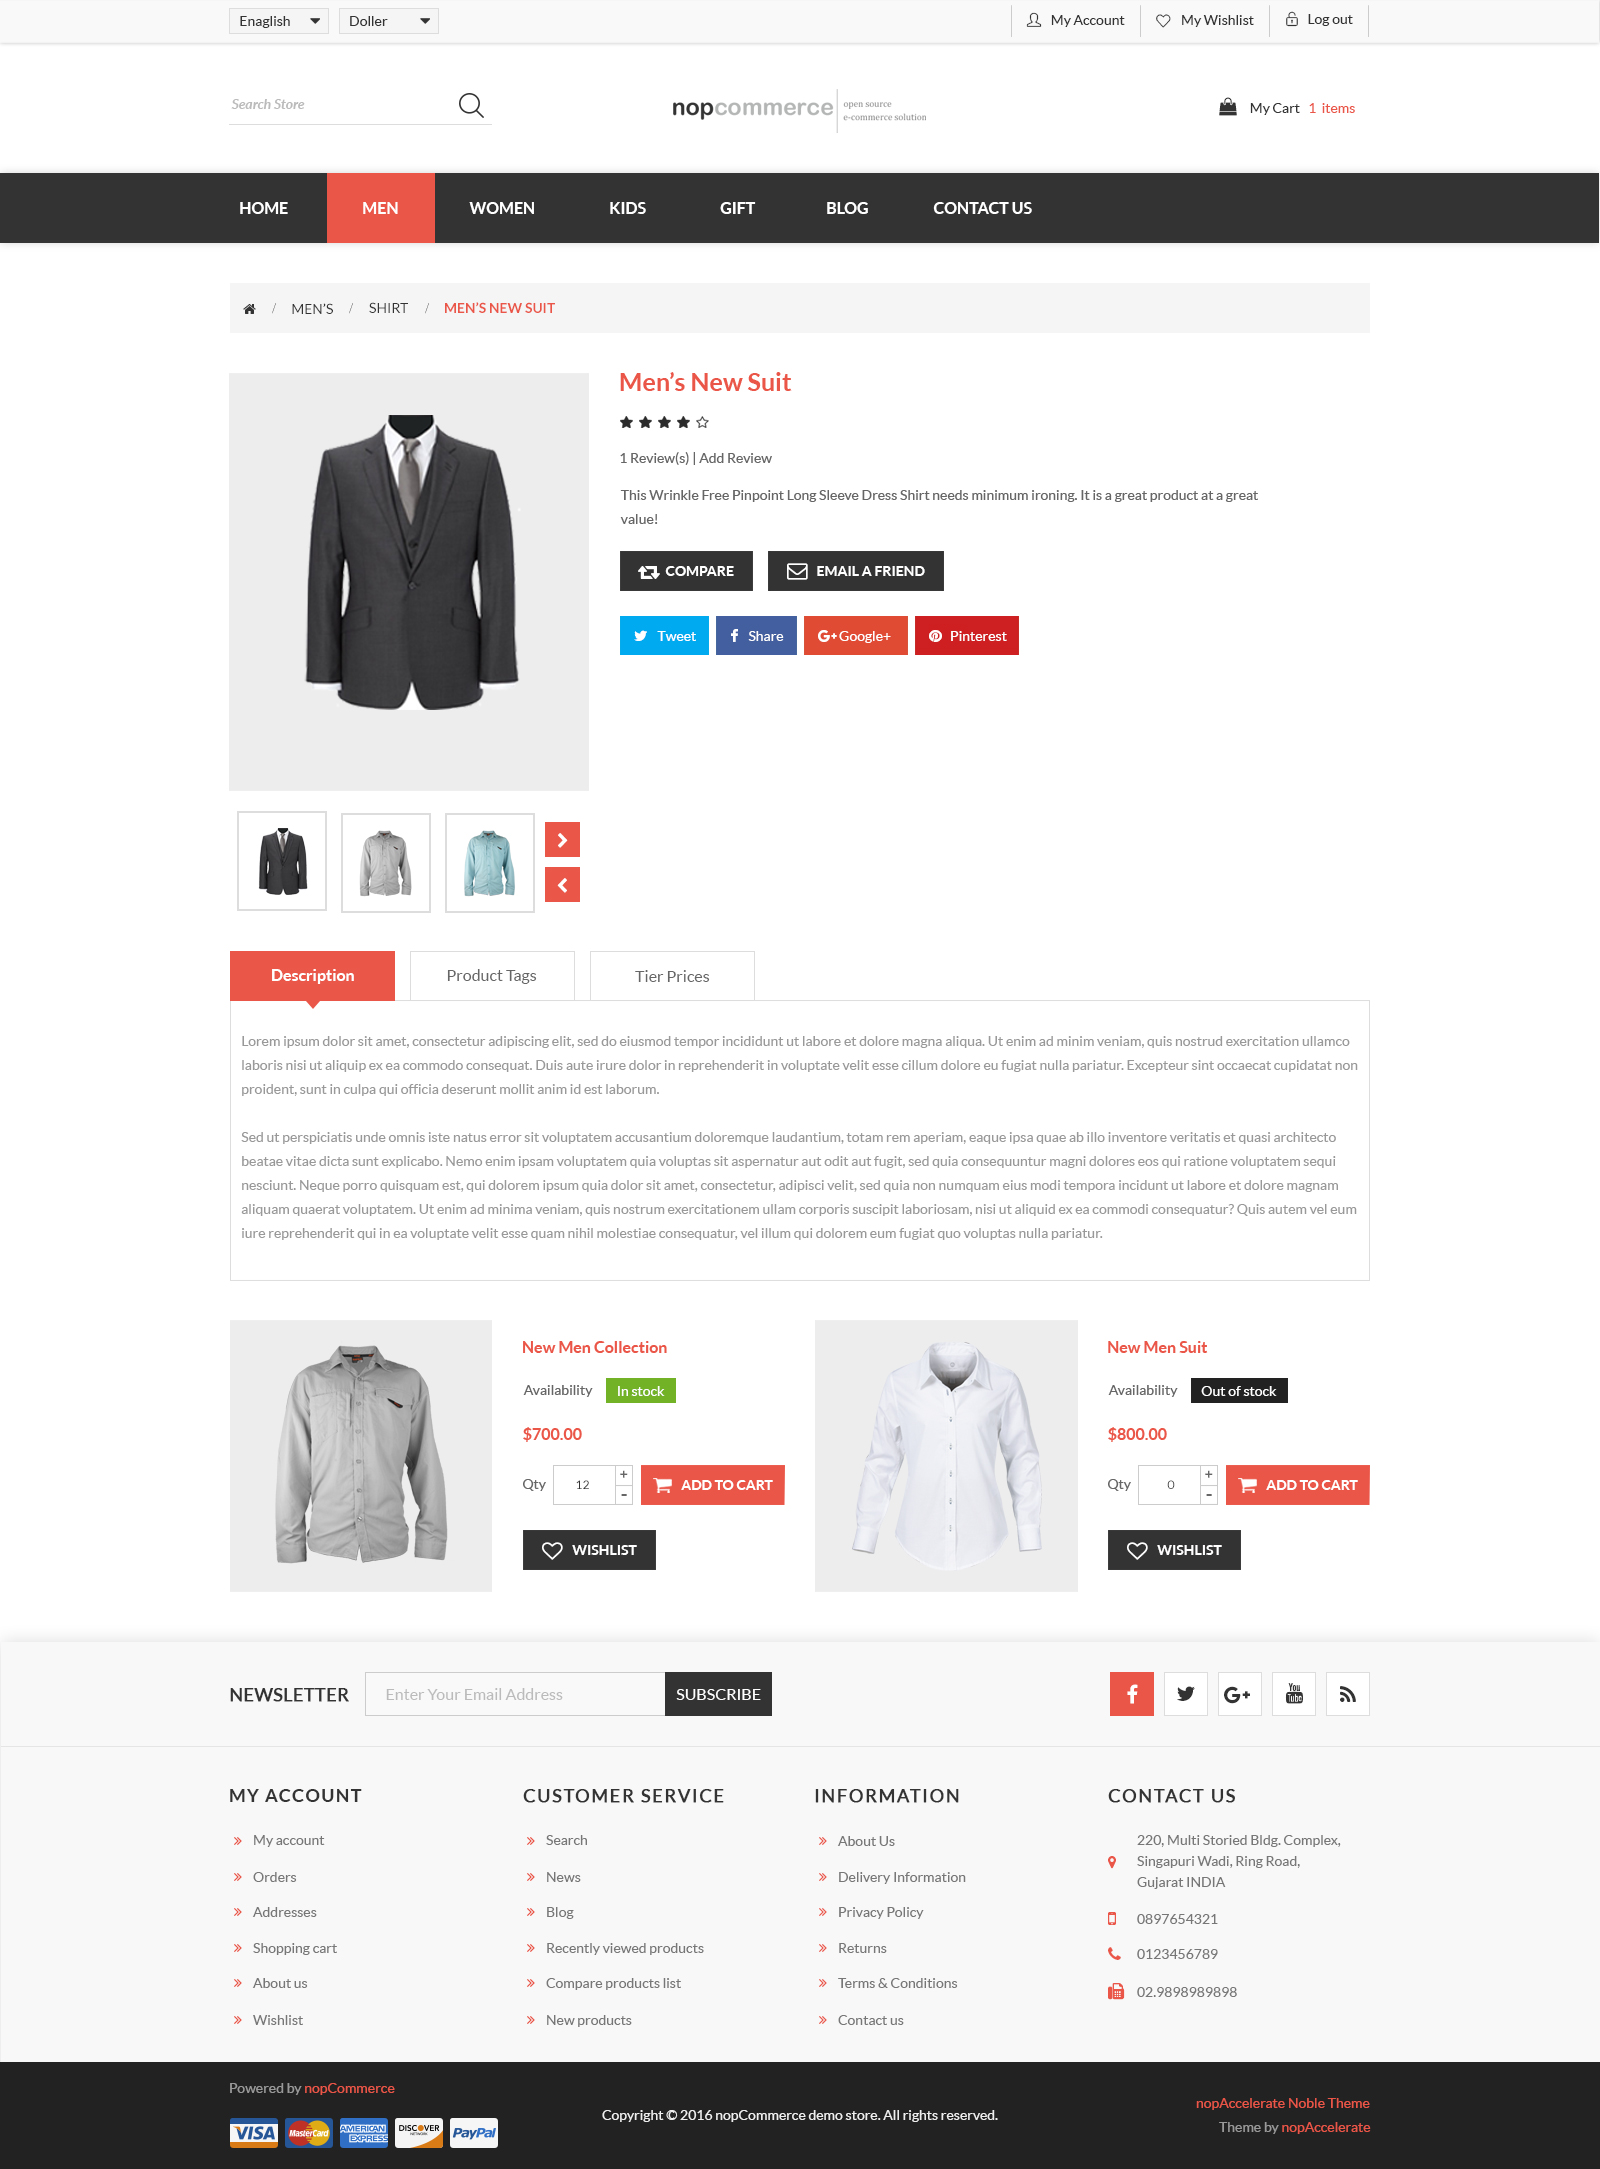 Enaglish
Doller
My Account
My Wishlist
Log out
Search Store
nopcommerce
open source
e-commerce solution
My Cart 1 items
HOME
MEN
WOMEN
KIDS
GIFT
BLOG
CONTACT US
/ MEN'S / SHIRT / MEN'S NEW SUIT
Men's New Suit
1 Review(s) | Add Review
This Wrinkle Free Pinpoint Long Sleeve Dress Shirt needs minimum ironing. It is a great product at a great
value!
COMPARE
EMAIL A FRIEND
Tweet
Share
Google+
Pinterest
Description
Product Tags
Tier Prices
Lorem ipsum dolor sit amet, consectetur adipiscing elit, sed do eiusmod tempor incididunt ut labore et dolore magna aliqua. Ut enim ad minim veniam, quis nostrud exercitation ullamco
laboris nisi ut aliquip ex ea commodo consequat. Duis aute irure dolor in reprehenderit in voluptate velit esse cillum dolore eu fugiat nulla pariatur. Excepteur sint occaecat cupidatat non
proident, sunt in culpa qui officia deserunt mollit anim id est laborum.
Sed ut perspiciatis unde omnis iste natus error sit voluptatem accusantium doloremque laudantium, totam rem aperiam, eaque ipsa quae ab illo inventore veritatis et quasi architecto
beatae vitae dicta sunt explicabo. Nemo enim ipsam voluptatem quia voluptas sit aspernatur aut odit aut fugit, sed quia consequuntur magni dolores eos qui ratione voluptatem sequi
nesciunt. Neque porro quisquam est, qui dolorem ipsum quia dolor sit amet, consectetur, adipisci velit, sed quia non numquam eius modi tempora incidunt ut labore et dolore magnam
aliquam quaerat voluptatem. Ut enim ad minima veniam, quis nostrum exercitationem ullam corporis suscipit laboriosam, nisi ut aliquid ex ea commodi consequatur? Quis autem vel eum
iure reprehenderit qui in ea voluptate velit esse quam nihil molestiae consequatur, vel illum qui dolorem eum fugiat quo voluptas nulla pariatur.
New Men Collection
Availability In stock
$700.00
Qty 12 + - ADD TO CART
WISHLIST
New Men Suit
Availability Out of stock
$800.00
Qty 0 + - ADD TO CART
WISHLIST
NEWSLETTER
Enter Your Email Address
SUBSCRIBE
f
G+
You
Tube
MY ACCOUNT
My account
Orders
Addresses
Shopping cart
About us
Wishlist
CUSTOMER SERVICE
Search
News
Blog
Recently viewed products
Compare products list
New products
INFORMATION
About Us
Delivery Information
Privacy Policy
Returns
Terms & Conditions
Contact us
CONTACT US
220, Multi Storied Bldg. Complex,
Singapuri Wadi, Ring Road,
Gujarat INDIA
0897654321
0123456789
02.9898989898
Powered by nopCommerce
VISA
MasterCard
AMERICAN
EXPRESS
DISCOVER
NETWORK
PayPal
Copyright © 2016 nopCommerce demo store. All rights reserved.
nopAccelerate Noble Theme
Theme by nopAccelerate